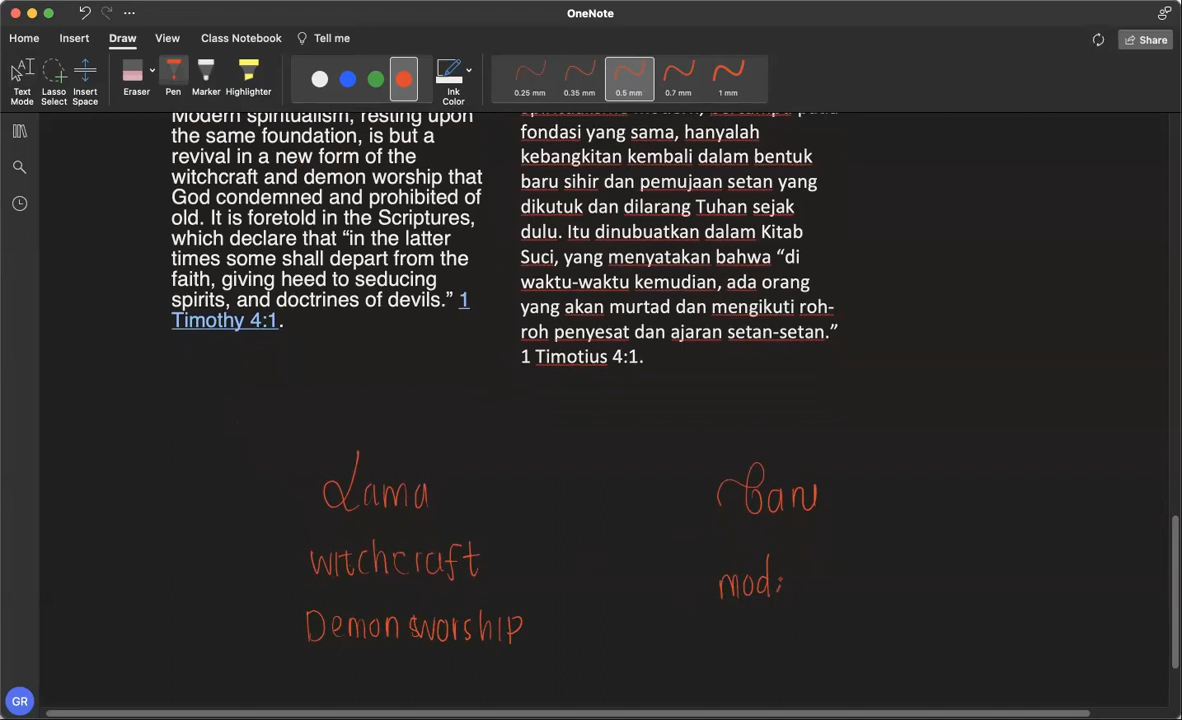 OneNote
Home Insert Draw View Class Notebook Tell me
Share
Text Mode
Lasso Select
Insert Space
Eraser
Pen
Marker
Highlighter
Ink Color
0.25 mm 0.35 mm 0.5 mm 0.7 mm 1 mm
Modern spiritualism, resting upon
the same foundation, is but a
revival in a new form of the
witchcraft and demon worship that
God condemned and prohibited of
old. It is foretold in the Scriptures,
which declare that “in the latter
times some shall depart from the
faith, giving heed to seducing
spirits, and doctrines of devils.” 1
Timothy 4:1.
fondasi yang sama, hanyalah
kebangkitan kembali dalam bentuk
baru sihir dan pemujaan setan yang
dikutuk dan dilarang Tuhan sejak
dulu. Itu dinubuatkan dalam Kitab
Suci, yang menyatakan bahwa “di
waktu-waktu kemudian, ada orang
yang akan murtad dan mengikuti roh-
roh penyesat dan ajaran setan-setan.”
1 Timotius 4:1.
Lama
witchcraft
Demon worship
baru
mod
GR